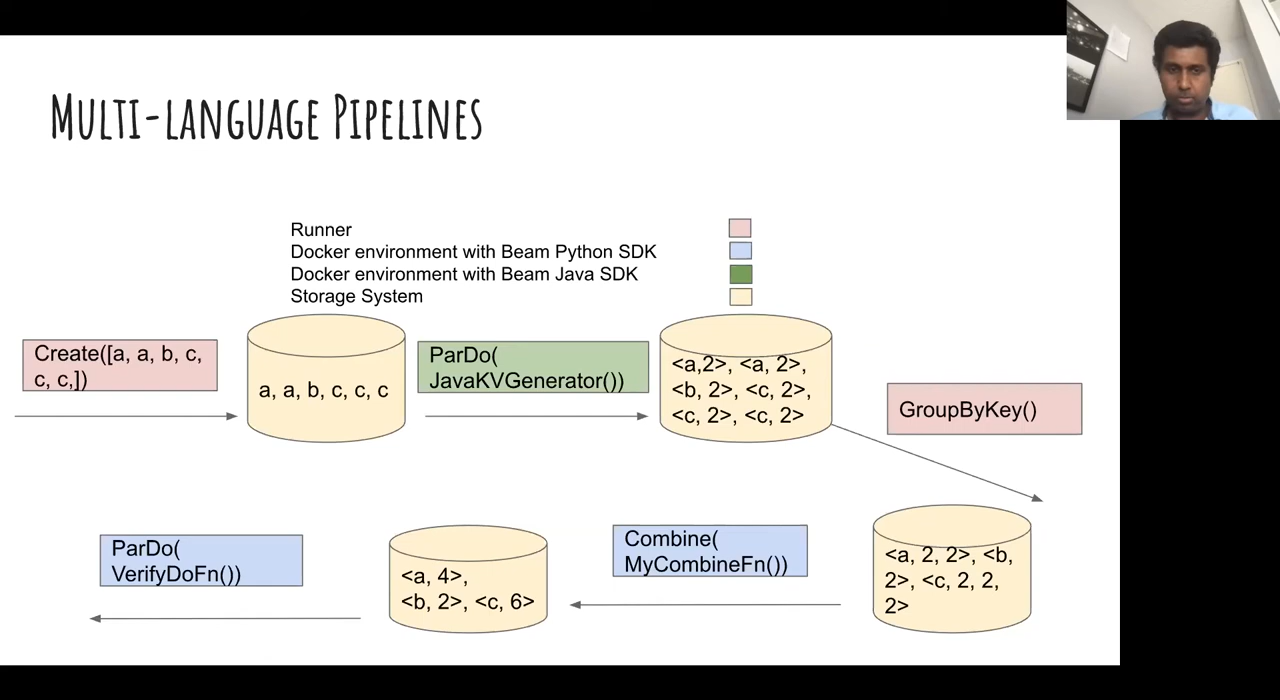 MULTI-LANGUAGE PIPELINES
Runner
Docker environment with Beam Python SDK
Docker environment with Beam Java SDK
Storage System
Create([a, a, b, c,
c, c,])
a, a, b, c, c, c
ParDo(
JavaKVGenerator())
<a,2>, <a, 2>,
<b, 2>, <c, 2>,
<c, 2>, <c, 2>
GroupByKey()
<a, 2, 2>, <b,
2>, <c, 2, 2,
2>
Combine(
MyCombineFn())
<a, 4>,
<b, 2>, <c, 6>
ParDo(
VerifyDoFn())